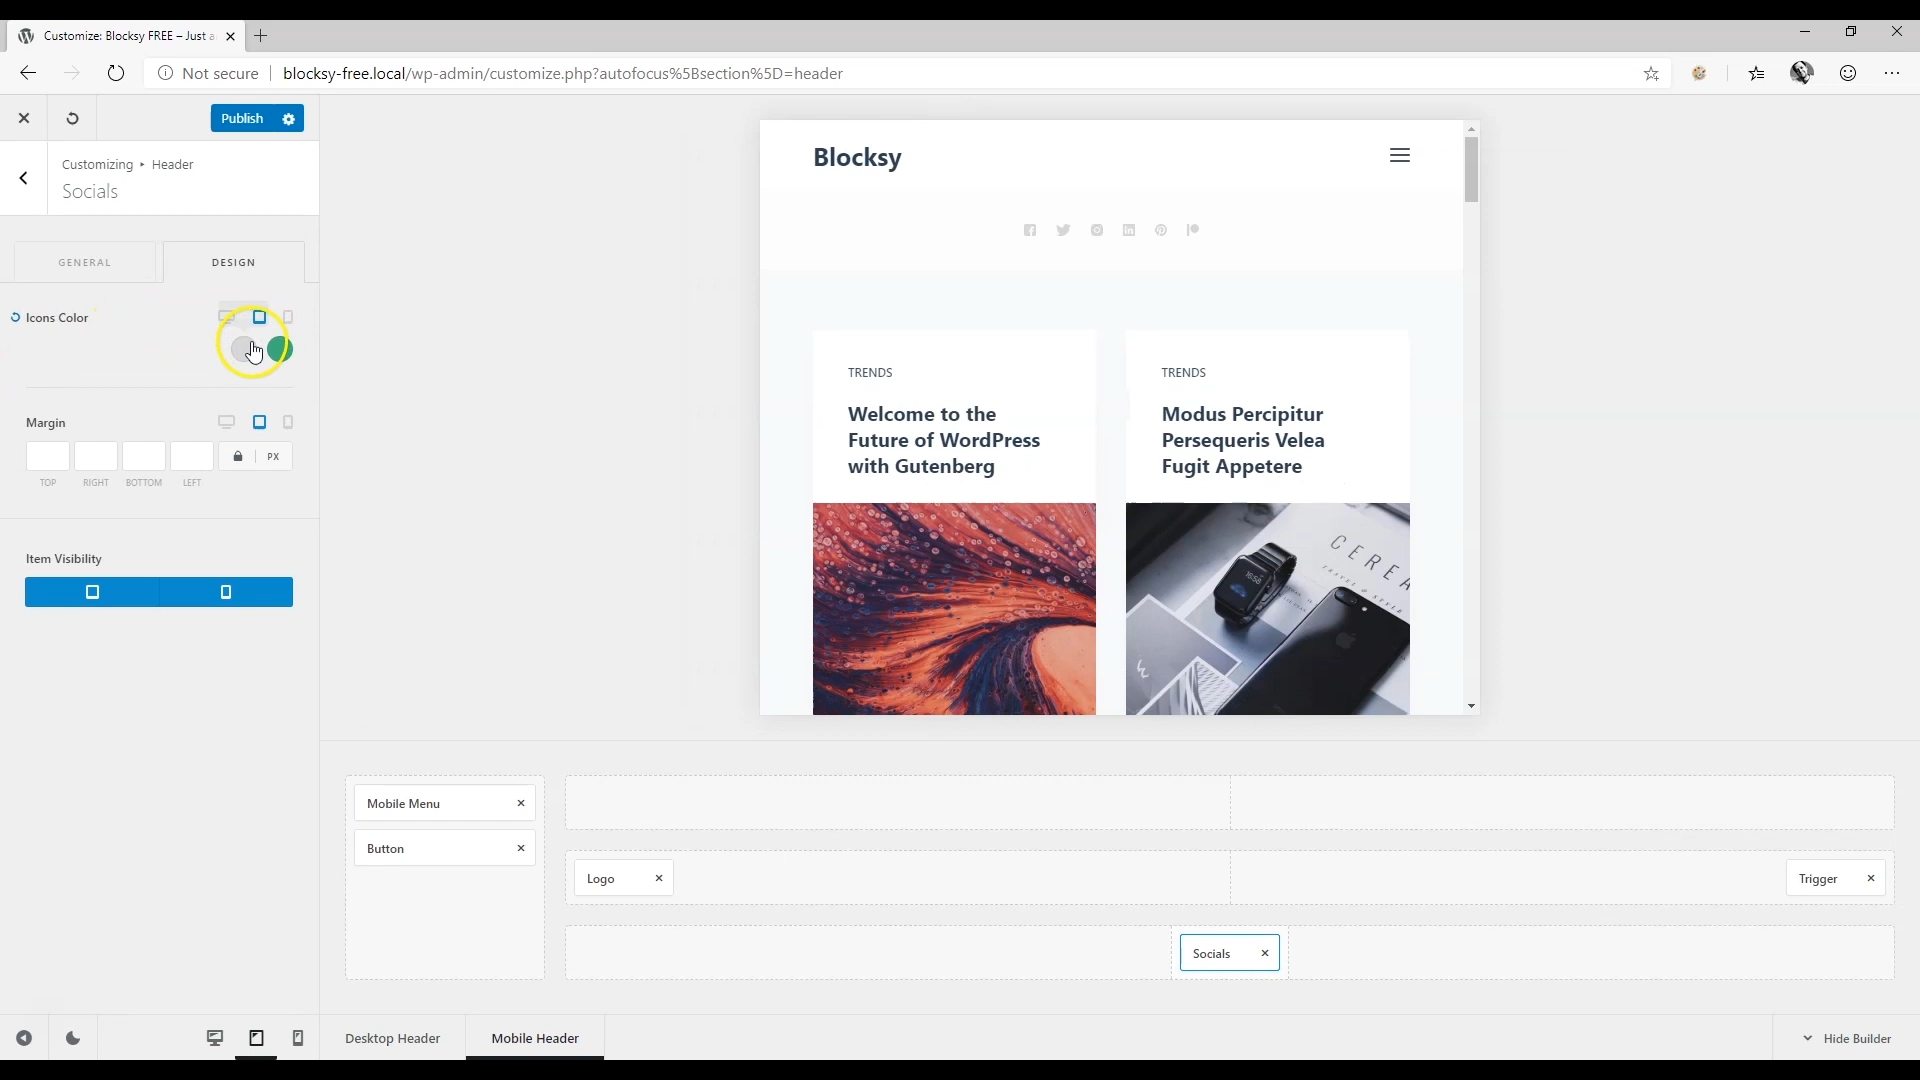 Customize: Blocksy FREE – Just a
Not secure
blocksy-free.local/wp-admin/customize.php?autofocus%5Bsection%5D=header
Publish
Customizing ▸ Header
Socials
GENERAL
DESIGN
Icons Color
Margin
PX
TOP
RIGHT
BOTTOM
LEFT
Item Visibility
Blocksy
TRENDS
Welcome to the
Future of WordPress
with Gutenberg
TRENDS
Modus Percipitur
Persequeris Velea
Fugit Appetere
CEREA
Mobile Menu
Button
Logo
Trigger
Socials
Desktop Header
Mobile Header
Hide Builder